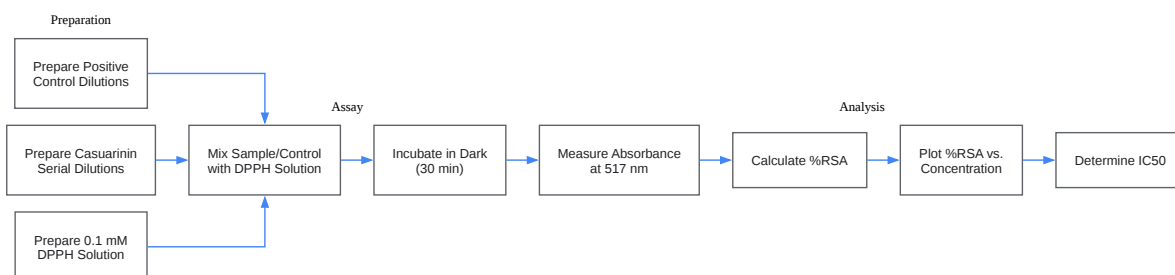 Preparation
Prepare Positive
Control Dilutions
Prepare Casuarinin
Serial Dilutions
Prepare 0.1 mM
DPPH Solution
Assay
Mix Sample/Control
with DPPH Solution
Incubate in Dark
(30 min)
Measure Absorbance
at 517 nm
Analysis
Calculate %RSA
Plot %RSA vs.
Concentration
Determine IC50